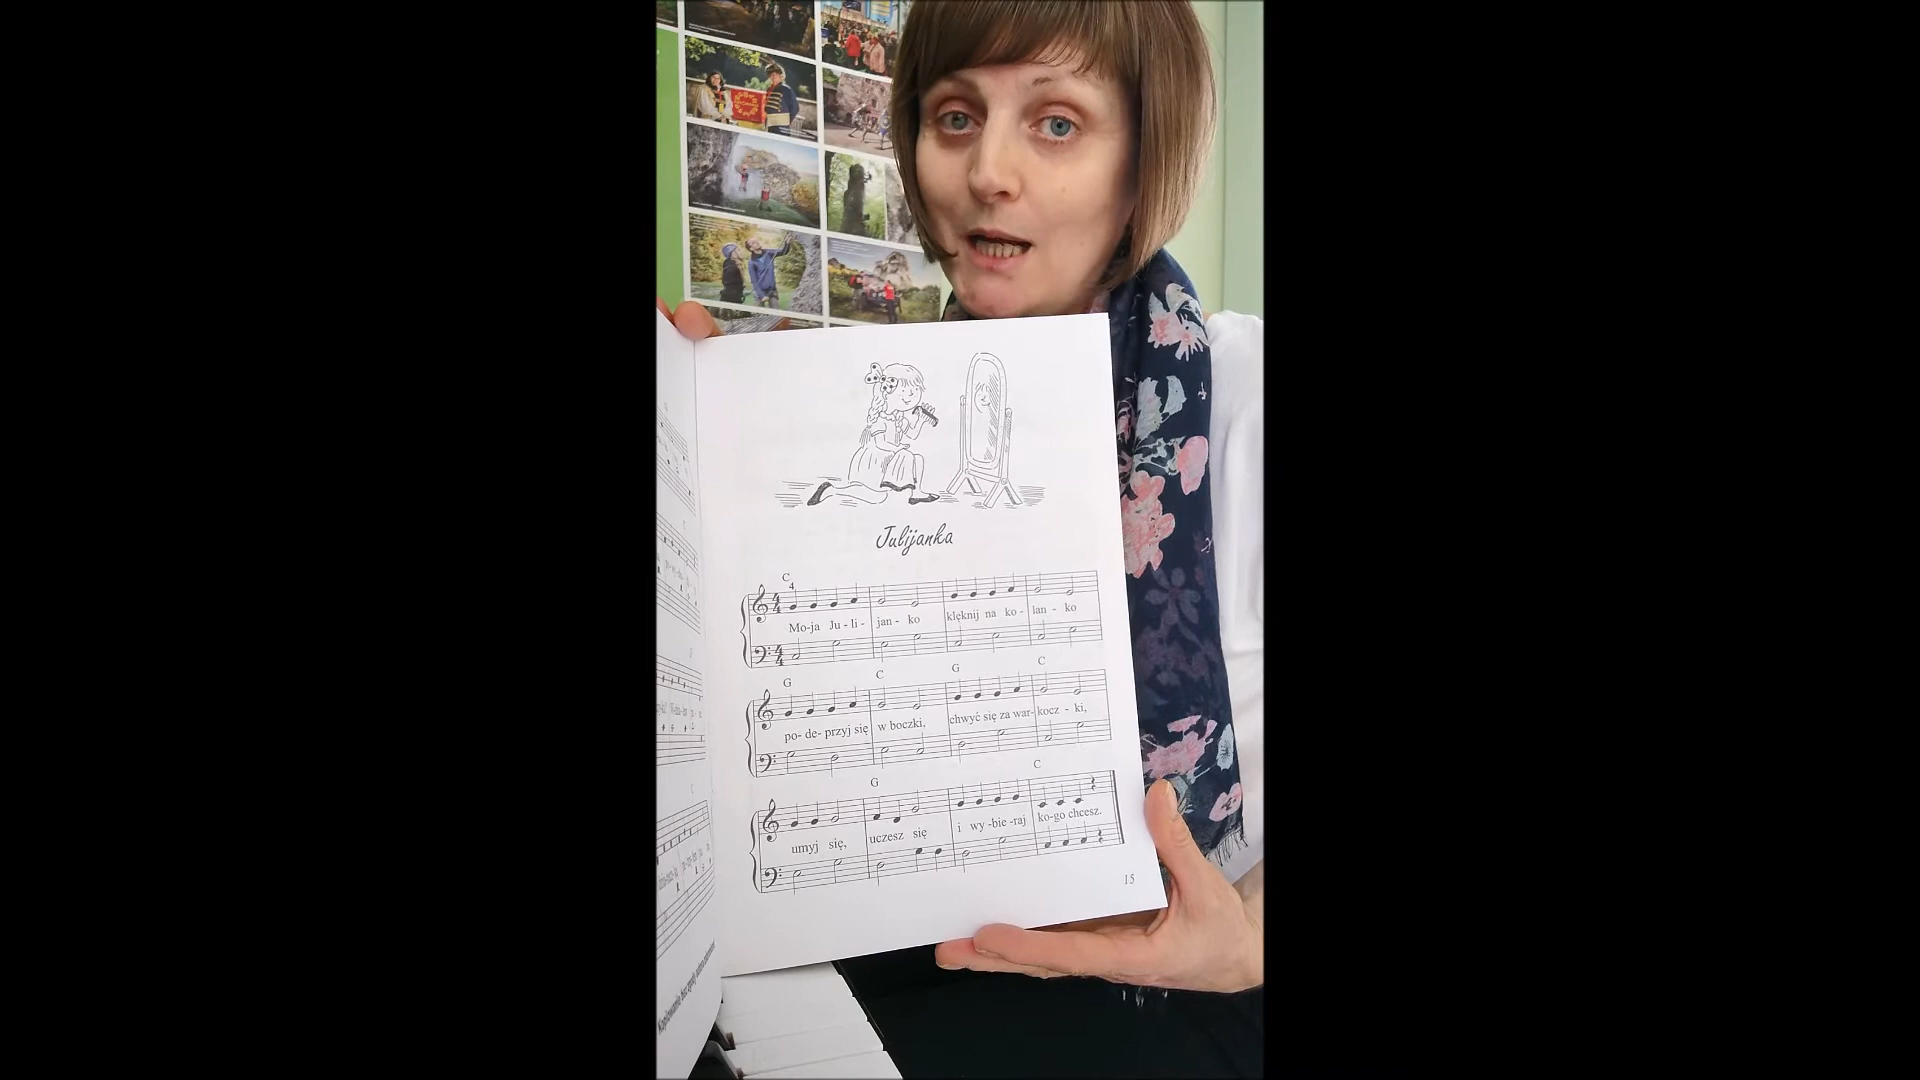 Julijanka
C
4
Mo-ja Ju - li - jan - ko klęknij na ko - lan - ko
G C G C
po- de- przyj się w boczki, chwyć się za war- kocz - ki,
G C
umyj się, uczesz się i wy -bie -raj ko-go chcesz.
15